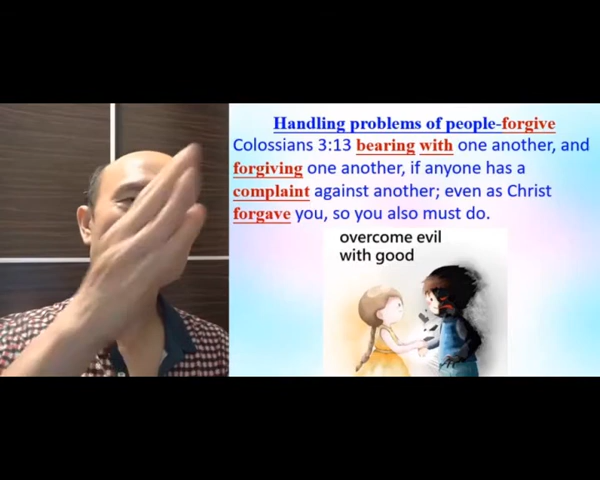 Handling problems of people-forgive
Colossians 3:13 bearing with one another, and
forgiving one another, if anyone has a
complaint against another; even as Christ
forgave you, so you also must do.
overcome evil
with good